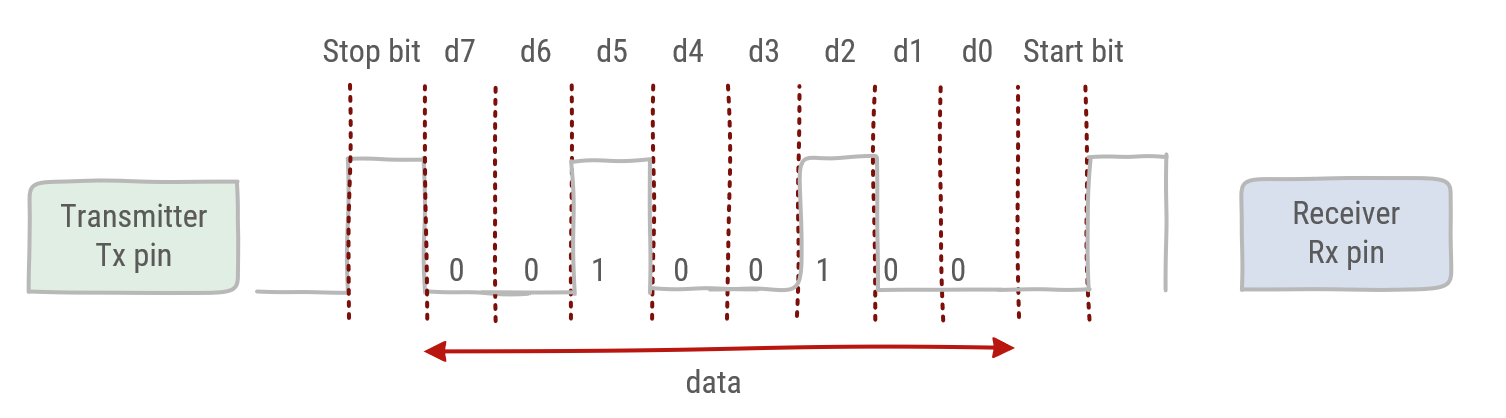 Stop bit d7 d6 d5 d4 d3 d2 d1 d0 Start bit
Transmitter
Tx pin
0 0 1 0 0 1 0 0
Receiver
Rx pin
data